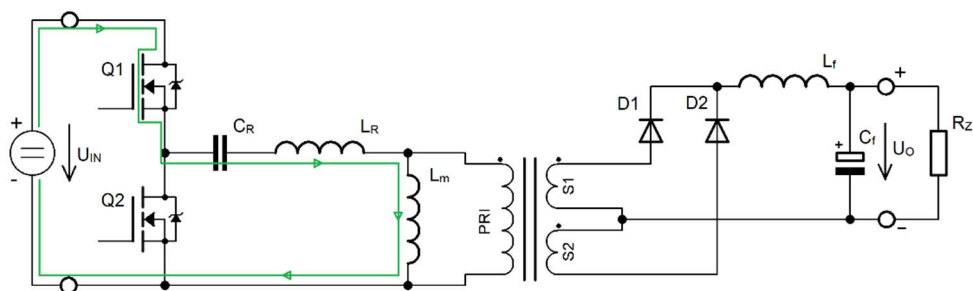 +
-
U_IN
Q1
Q2
C_R
L_R
L_m
PRI
S1
S2
D1
D2
L_f
+
C_f
+
U_O
-
R_Z